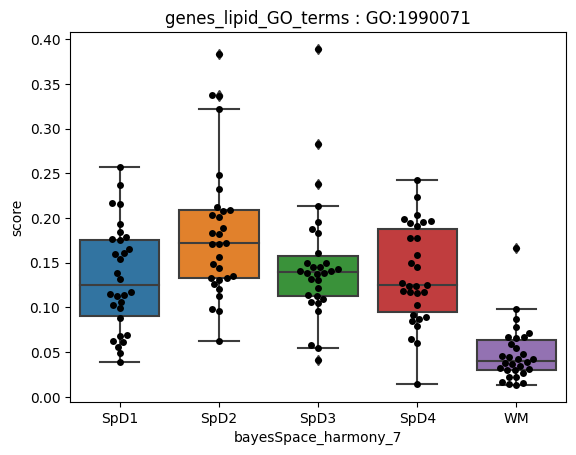 genes_lipid_GO_terms : GO:1990071
0.40
0.35
0.30
0.25
0.20
0.15
0.10
0.05
0.00
score
SpD1 SpD2 SpD3 SpD4 WM
bayesSpace_harmony_7